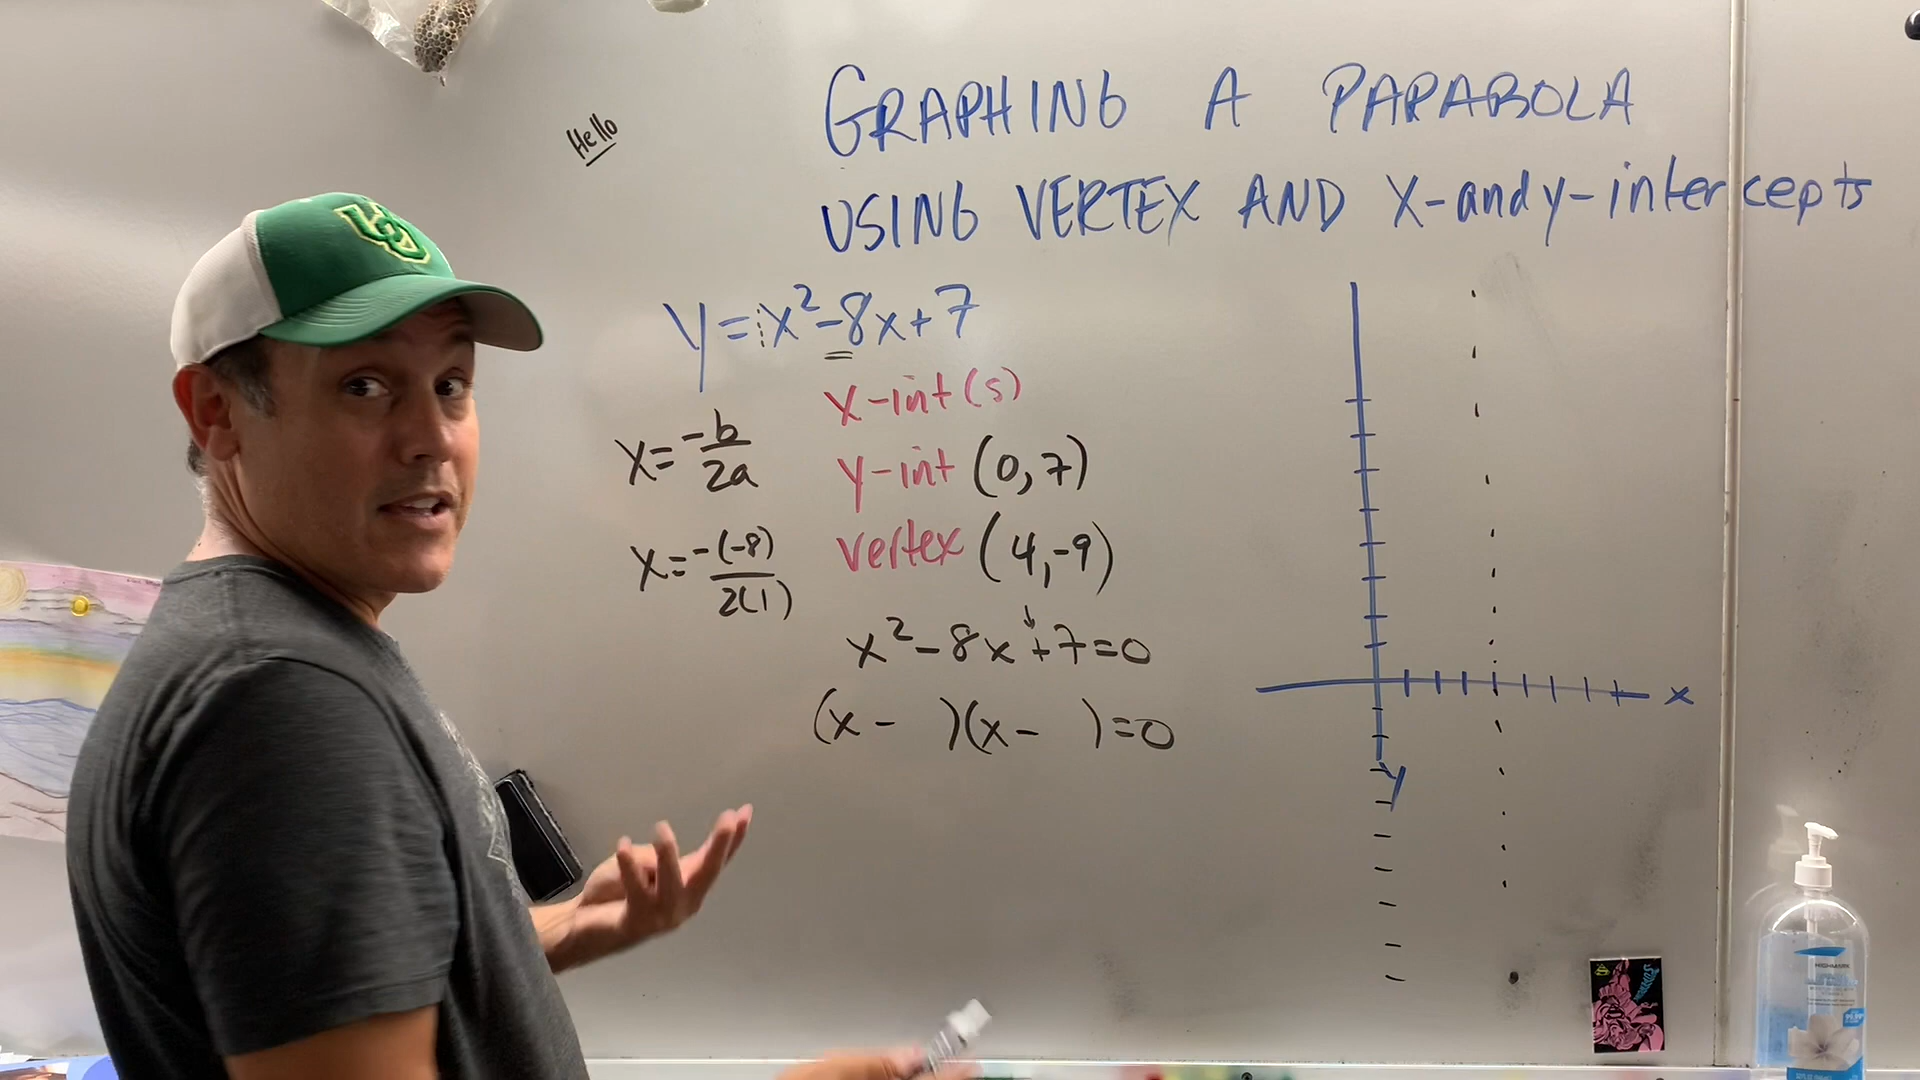 Hello
GRAPHING A PARABOLA
USING VERTEX AND X-and y-intercepts
y=x²-8x+7
x-int(s)
x=-b/2a
y-int (0,7)
x=-(-8)/2(1)
vertex (4,-9)
x²-8x+7=0
(x- )(x- )=0
x
y
HIGHMARK